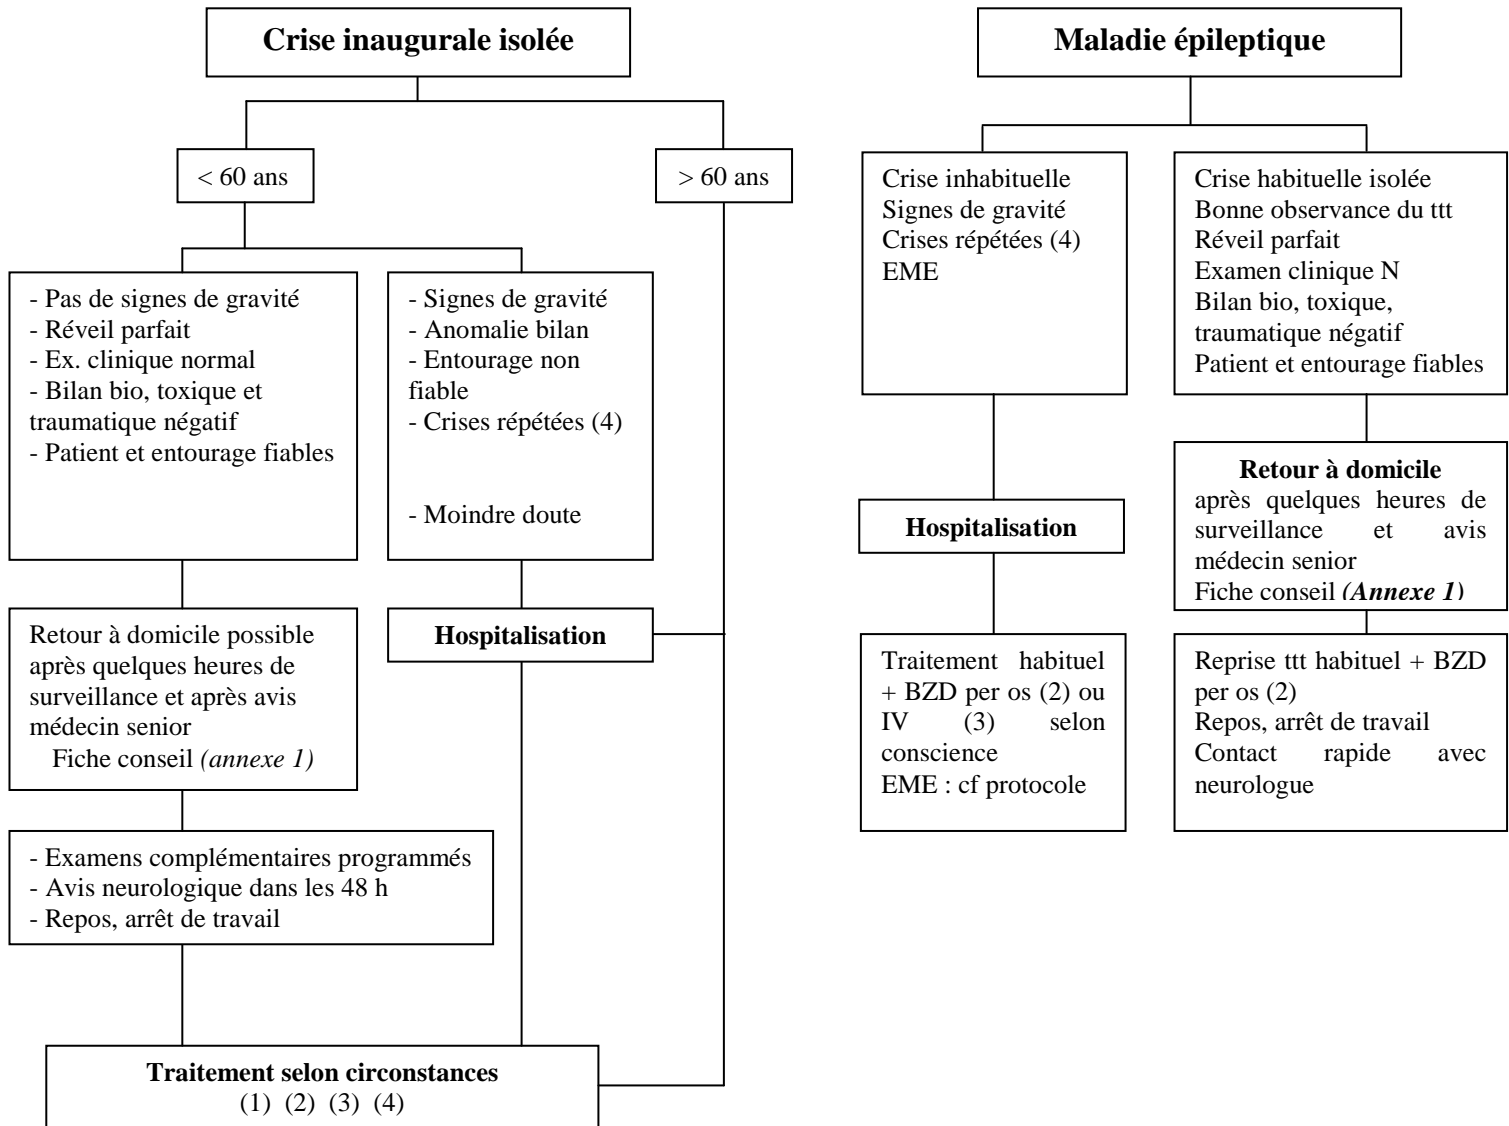 Crise inaugurale isolée
< 60 ans
> 60 ans
- Pas de signes de gravité
- Réveil parfait
- Ex. clinique normal
- Bilan bio, toxique et
traumatique négatif
- Patient et entourage fiables
- Signes de gravité
- Anomalie bilan
- Entourage non
fiable
- Crises répétées (4)
- Moindre doute
Retour à domicile possible
après quelques heures de
surveillance et après avis
médecin senior
Fiche conseil (annexe 1)
Hospitalisation
- Examens complémentaires programmés
- Avis neurologique dans les 48 h
- Repos, arrêt de travail
Traitement selon circonstances
(1) (2) (3) (4)
Maladie épileptique
Crise inhabituelle
Signes de gravité
Crises répétées (4)
EME
Hospitalisation
Traitement habituel
+ BZD per os (2) ou
IV (3) selon
conscience
EME : cf protocole
Crise habituelle isolée
Bonne observance du ttt
Réveil parfait
Examen clinique N
Bilan bio, toxique,
traumatique négatif
Patient et entourage fiables
Retour à domicile
après quelques heures de
surveillance et avis
médecin senior
Fiche conseil (Annexe 1)
Reprise ttt habituel + BZD
per os (2)
Repos, arrêt de travail
Contact rapide avec
neurologue